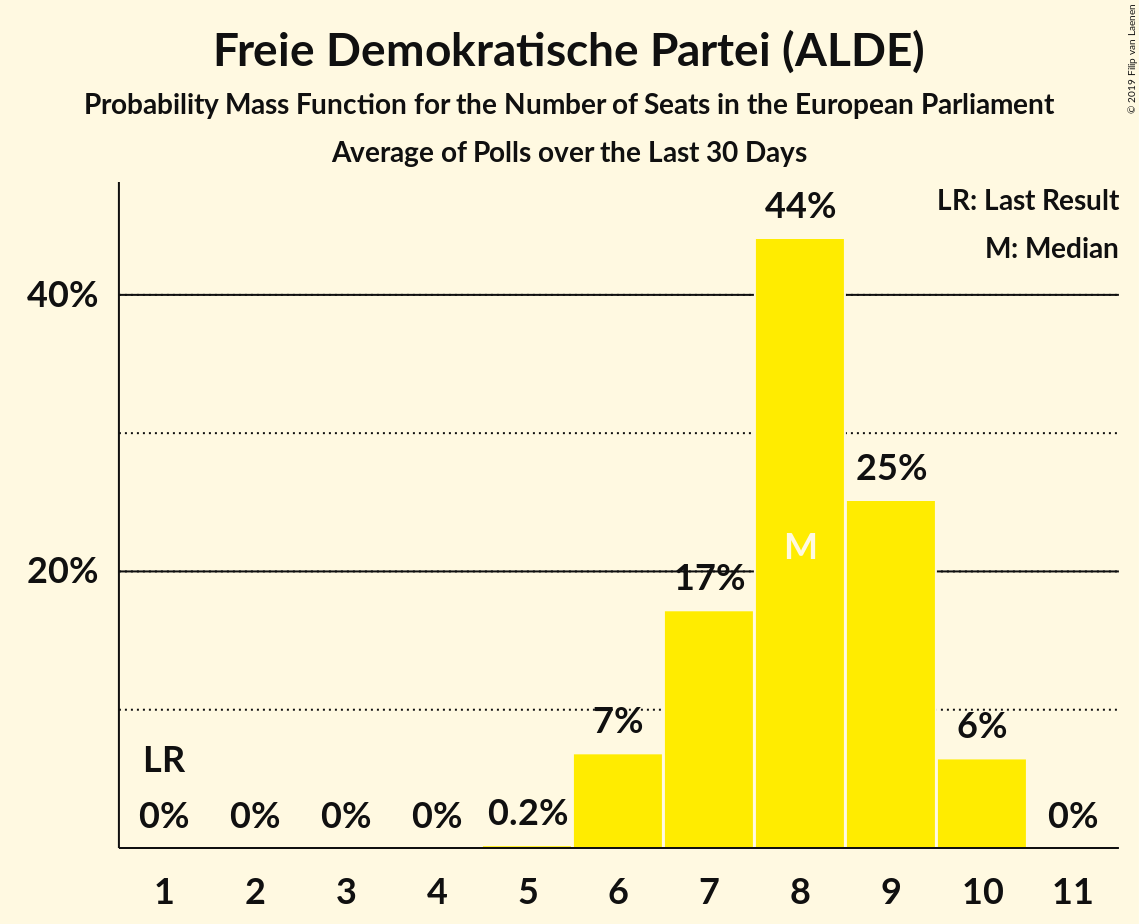 Freie Demokratische Partei (ALDE)
Probability Mass Function for the Number of Seats in the European Parliament
Average of Polls over the Last 30 Days
© 2019 Filip van Laenen
LR: Last Result
M: Median
44%
40%
25%
M
20%
17%
7%
6%
LR
0% 0% 0% 0% 0.2% 0%
1 2 3 4 5 6 7 8 9 10 11